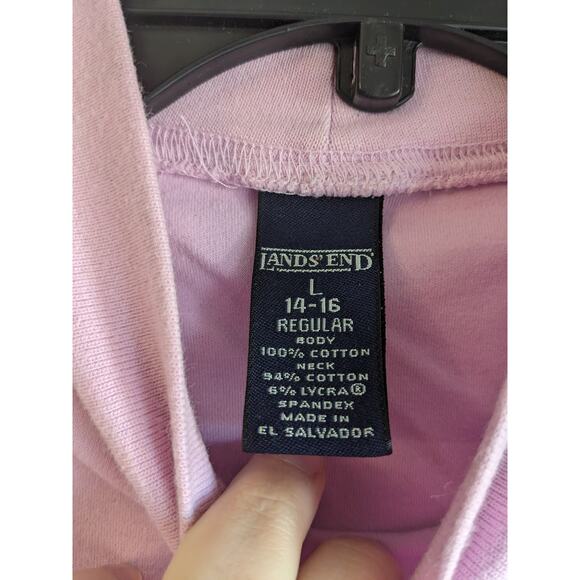 LANDS' END
L
14-16
REGULAR
BODY
100% COTTON
NECK
94% COTTON
6% LYCRA®
SPANDEX
MADE IN
EL SALVADOR